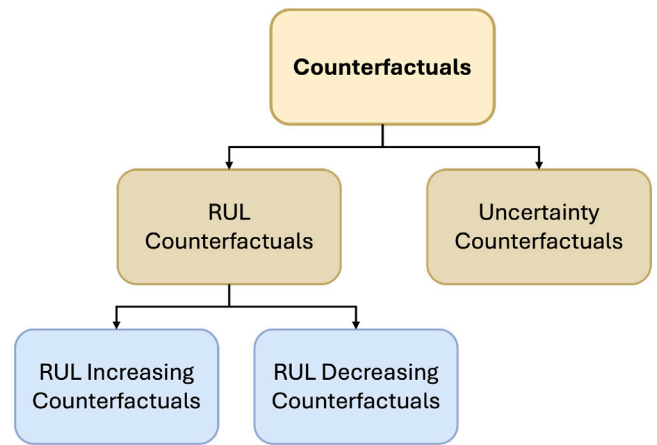 Counterfactuals
RUL
Counterfactuals
Uncertainty
Counterfactuals
RUL Increasing
Counterfactuals
RUL Decreasing
Counterfactuals